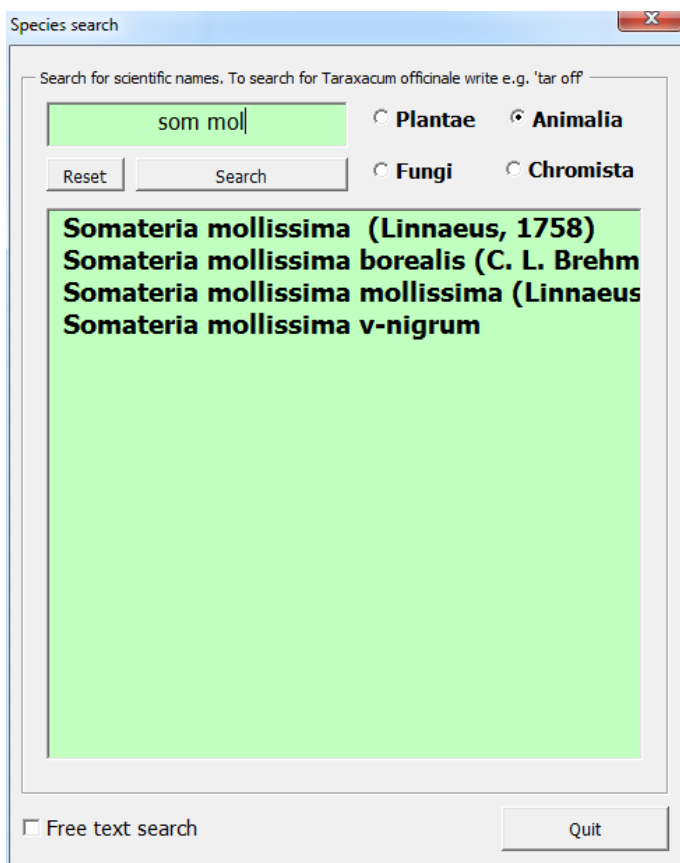 Species search
Search for scientific names. To search for Taraxacum officinale write e.g. 'tar off'
som mol
Plantae
Animalia
Reset
Search
Fungi
Chromista
Somateria mollissima (Linnaeus, 1758)
Somateria mollissima borealis (C. L. Brehm
Somateria mollissima mollissima (Linnaeus
Somateria mollissima v-nigrum
Free text search
Quit